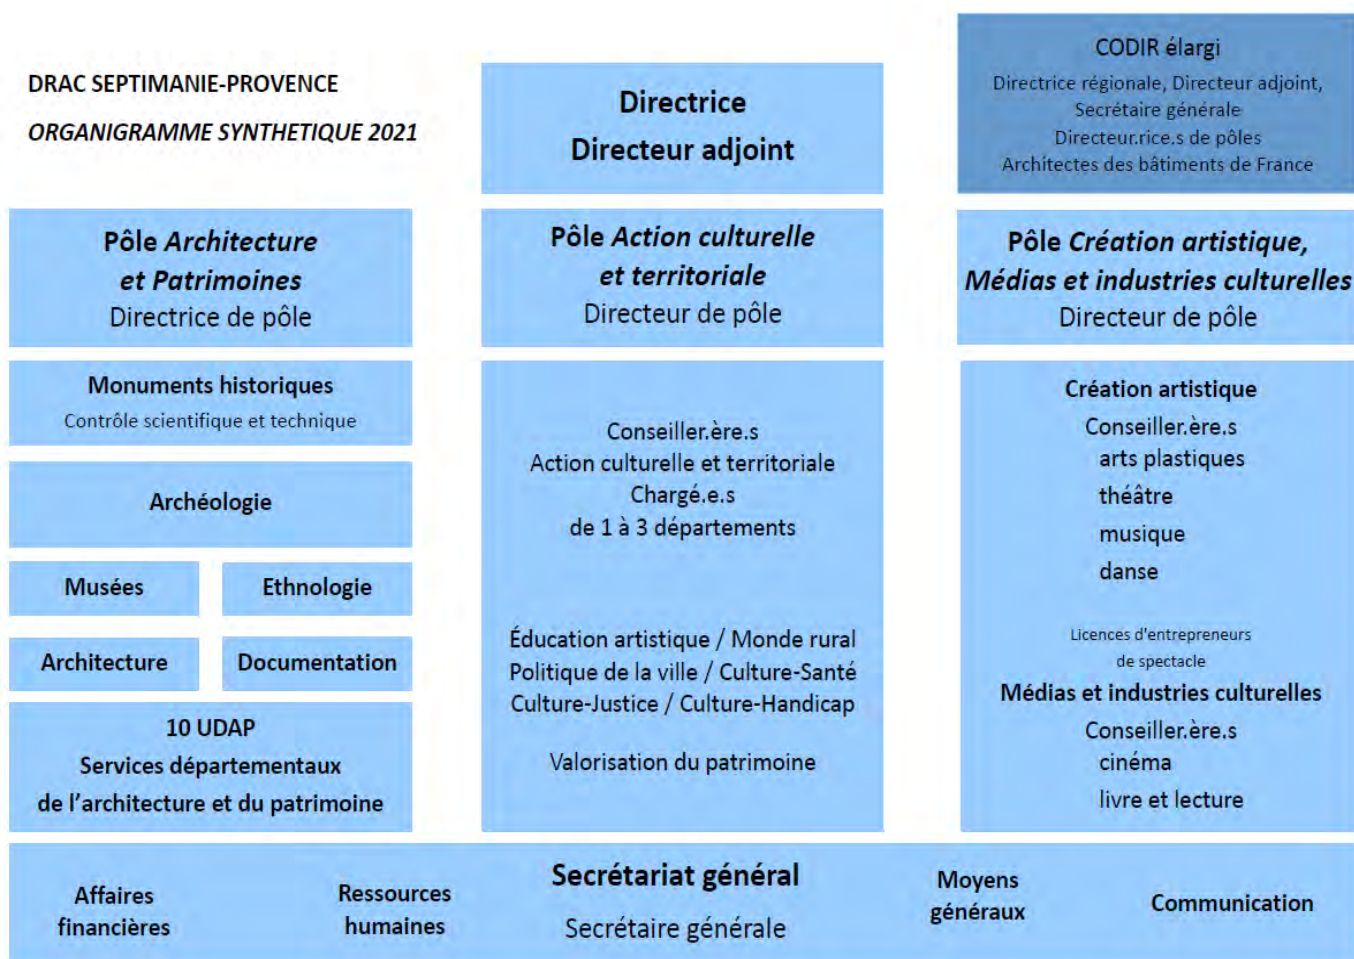 DRAC SEPTIMANIE-PROVENCE
ORGANIGRAMME SYNTHETIQUE 2021
Directrice
Directeur adjoint
CODIR élargi
Directrice régionale, Directeur adjoint,
Secrétaire générale
Directeur.rice.s de pôles
Architectes des bâtiments de France
Pôle Architecture
et Patrimoines
Directrice de pôle
Pôle Action culturelle
et territoriale
Directeur de pôle
Pôle Création artistique,
Médias et industries culturelles
Directeur de pôle
Monuments historiques
Contrôle scientifique et technique
Archéologie
Musées
Ethnologie
Architecture
Documentation
10 UDAP
Services départementaux
de l'architecture et du patrimoine
Conseiller.ère.s
Action culturelle et territoriale
Chargé.e.s
de 1 à 3 départements
Éducation artistique / Monde rural
Politique de la ville / Culture-Santé
Culture-Justice / Culture-Handicap
Valorisation du patrimoine
Création artistique
Conseiller.ère.s
arts plastiques
théâtre
musique
danse
Licences d'entrepreneurs
de spectacle
Médias et industries culturelles
Conseiller.ère.s
cinéma
livre et lecture
Affaires
financières
Ressources
humaines
Secrétariat général
Secrétaire générale
Moyens
généraux
Communication